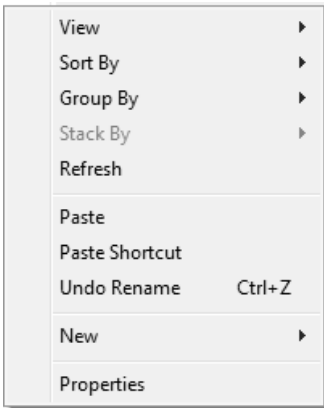 View
Sort By
Group By
Stack By
Refresh
Paste
Paste Shortcut
Undo Rename Ctrl+Z
New
Properties